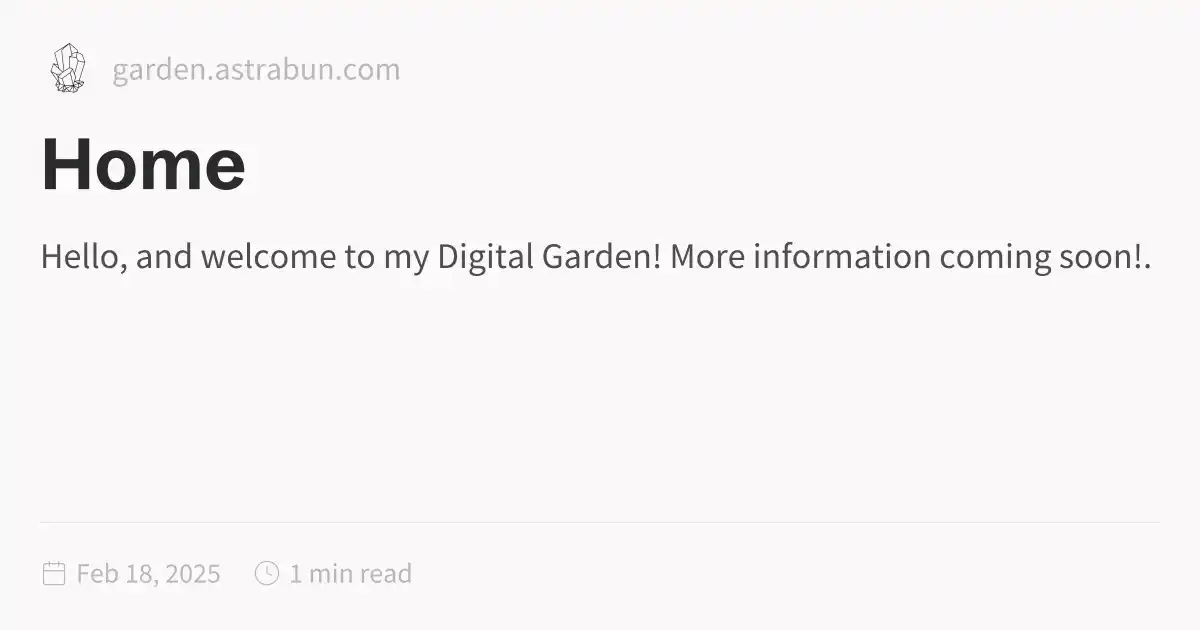 garden.astrabun.com
Home
Hello, and welcome to my Digital Garden! More information coming soon!.
Feb 18, 2025 1 min read